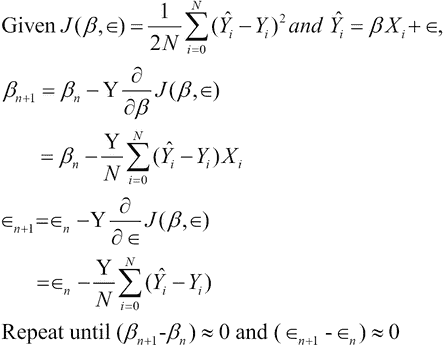 Given J(β,∈) = 1/2N ∑_{i=0}^{N} (Ŷ_i − Y_i)² and Ŷ_i = βX_i + ∈,
β_{n+1} = β_n − Υ ∂/∂β J(β,∈)
= β_n − Υ/N ∑_{i=0}^{N} (Ŷ_i − Y_i)X_i
∈_{n+1}=∈_n −Υ ∂/∂∈ J(β,∈)
=∈_n − Υ/N ∑_{i=0}^{N} (Ŷ_i − Y_i)
Repeat until (β_{n+1}-β_n) ≈ 0 and (∈_{n+1} -∈_n) ≈ 0